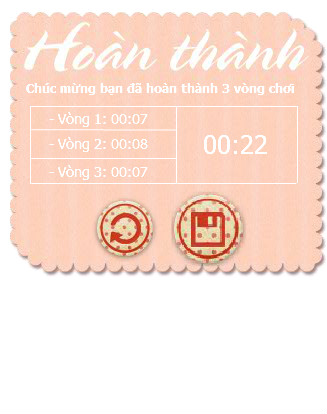 Hoàn thành
Chúc mừng bạn đã hoàn thành 3 vòng chơi
- Vòng 1: 00:07
- Vòng 2: 00:08
- Vòng 3: 00:07
00:22